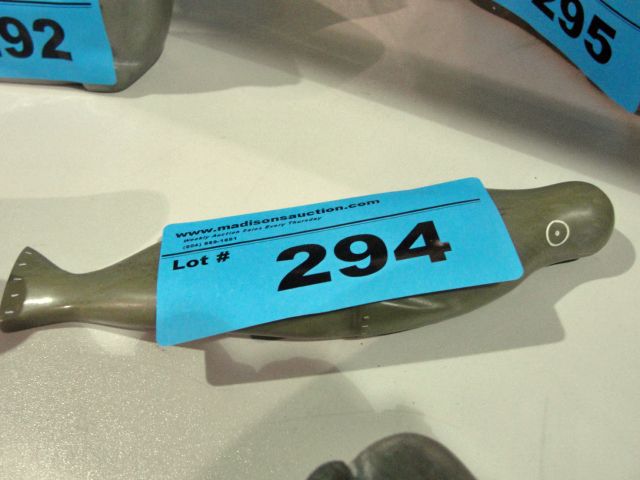 292
295
www.madisonsauction.com
Weekly Auction Sales Every Thursday
Lot # 294